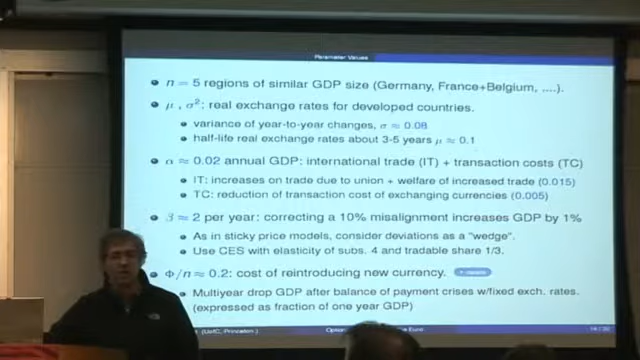 Parameter Values
n = 5 regions of similar GDP size (Germany, France+Belgium, ....).
μ , σ²: real exchange rates for developed countries.
variance of year-to-year changes, σ ≈ 0.08
half-life real exchange rates about 3-5 years μ ≈ 0.1
α ≈ 0.02 annual GDP: international trade (IT) + transaction costs (TC)
IT: increases on trade due to union + welfare of increased trade (0.015)
TC: reduction of transaction cost of exchanging currencies (0.005)
β ≈ 2 per year: correcting a 10% misalignment increases GDP by 1%
As in sticky price models, consider deviations as a "wedge".
Use CES with elasticity of subs. 4 and tradable share 1/3.
Φ/n ≈ 0.2: cost of reintroducing new currency.
Multiyear drop GDP after balance of payment crises w/fixed exch. rates.
(expressed as fraction of one year GDP)
(UofC, Princeton.)
Euro